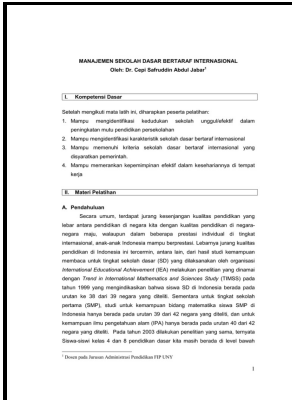 MANAJEMEN SEKOLAH DASAR BERTARAF INTERNASIONAL
Oleh: Dr. Cepi Safruddin Abdul Jabar¹
I. Kompetensi Dasar
Setelah mengikuti mata latih ini, diharapkan peserta pelatihan:
1. Mampu mengidentifikasi kedudukan sekolah unggul/efektif dalam
peningkatan mutu pendidikan persekolahan
2. Mampu mengidentifikasi karakteristik sekolah dasar bertaraf internasional
3. Mampu memenuhi kriteria sekolah dasar bertaraf internasional yang
disyaratkan pemerintah.
4. Mampu memerankan kepemimpinan efektif dalam kesehariannya di tempat
kerja
II. Materi Pelatihan
A. Pendahuluan
Secara umum, terdapat jurang kesenjangan kualitas pendidikan yang
lebar antara pendidikan di negara kita dengan kualitas pendidikan di negara-
negara maju, walaupun dalam beberapa prestasi individual di tingkat
internasional, anak-anak Indonesia mampu berprestasi. Lebarnya jurang kualitas
pendidikan di Indonesia ini tercermin, antara lain, dari hasil studi kemampuan
membaca untuk tingkat sekolah dasar (SD) yang dilaksanakan oleh organisasi
International Educational Achievement (IEA) melakukan penelitian yang dinamai
dengan Trend in International Mathematics and Sciences Study (TIMSS) pada
tahun 1999 yang mengindikasikan bahwa siswa SD di Indonesia berada pada
urutan ke 38 dari 39 negara yang diteliti. Sementara untuk tingkat sekolah
pertama (SMP), studi untuk kemampuan bidang matematika siswa SMP di
Indonesia hanya berada pada urutan 39 dari 42 negara yang diteliti, dan untuk
kemampuan ilmu pengetahuan alam (IPA) hanya berada pada urutan 40 dari 42
negara yang diteliti. Pada tahun 2003 dilakukan penelitian yang sama, ternyata
Siswa-siswi kelas 4 dan 8 pendidikan dasar kita masih berada di level bawah
¹ Dosen pada Jurusan Administrasi Pendidikan FIP UNY
1